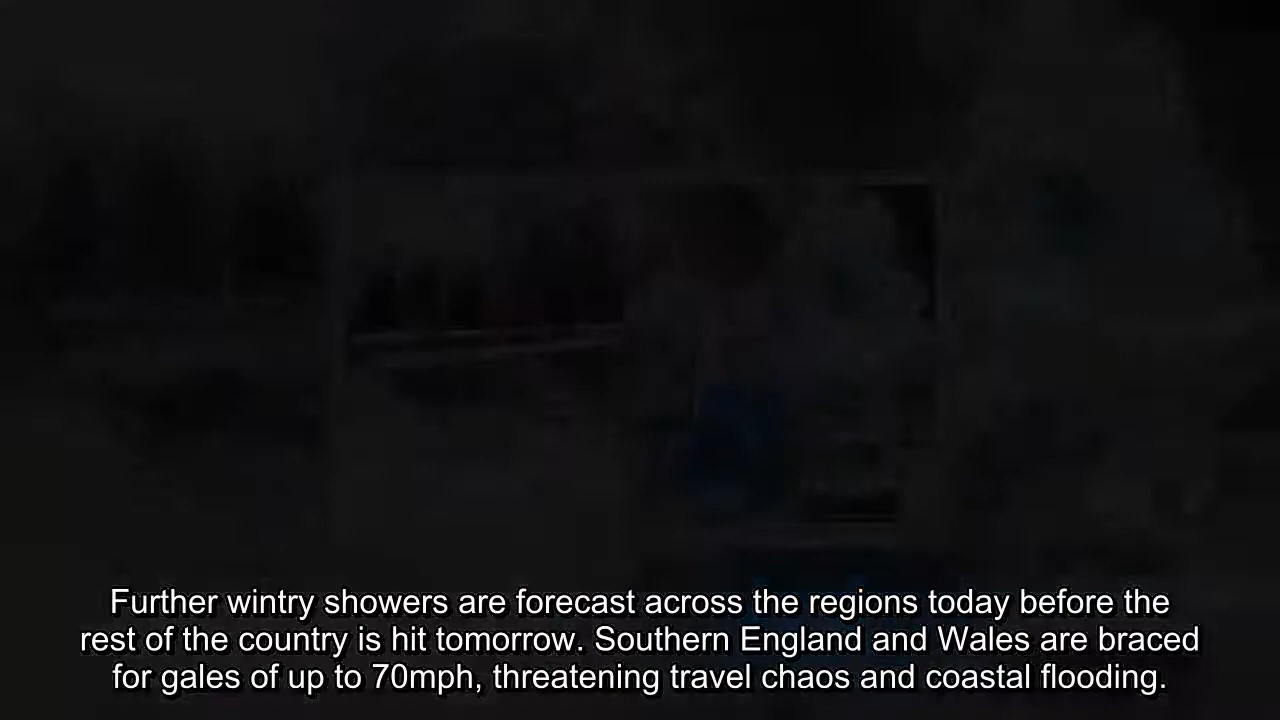 Further wintry showers are forecast across the regions today before the
rest of the country is hit tomorrow. Southern England and Wales are braced
for gales of up to 70mph, threatening travel chaos and coastal flooding.